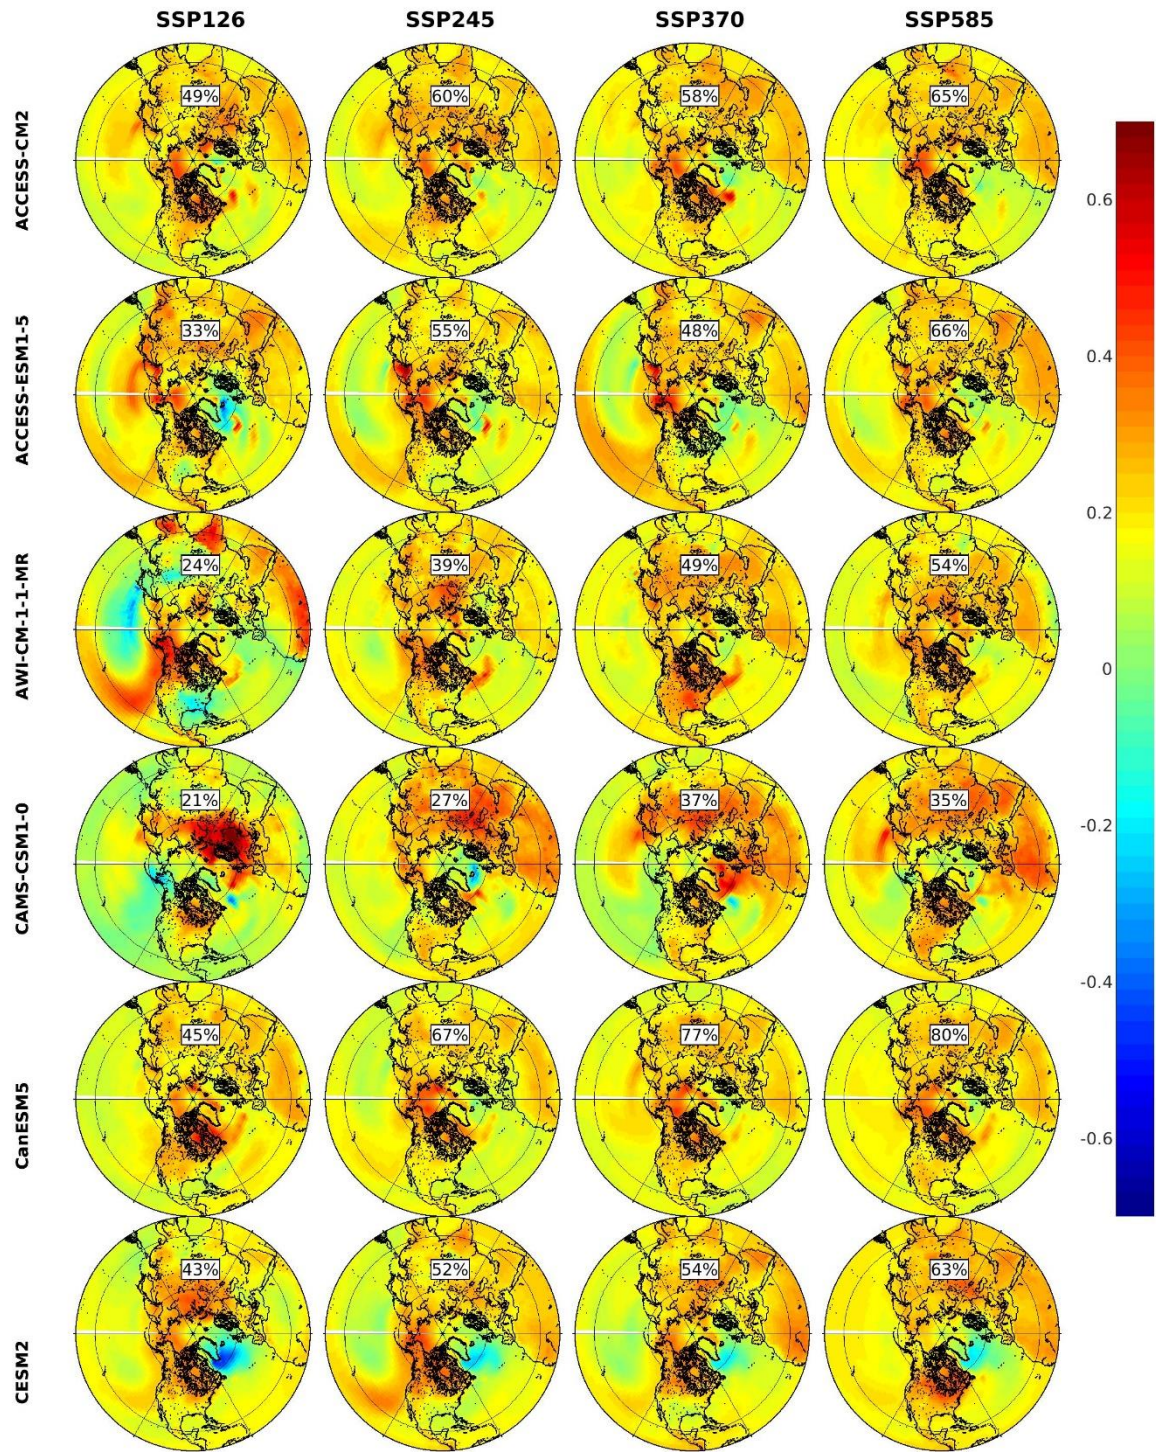 SSP126 SSP245 SSP370 SSP585
ACCESS-CM2 49% 60% 58% 65%
ACCESS-ESM1-5 33% 55% 48% 66%
AWI-CM-1-1-MR 24% 39% 49% 54%
CAMS-CSM1-0 21% 27% 37% 35%
CanESM5 45% 67% 77% 80%
CESM2 43% 52% 54% 63%
0.6
0.4
0.2
0
-0.2
-0.4
-0.6